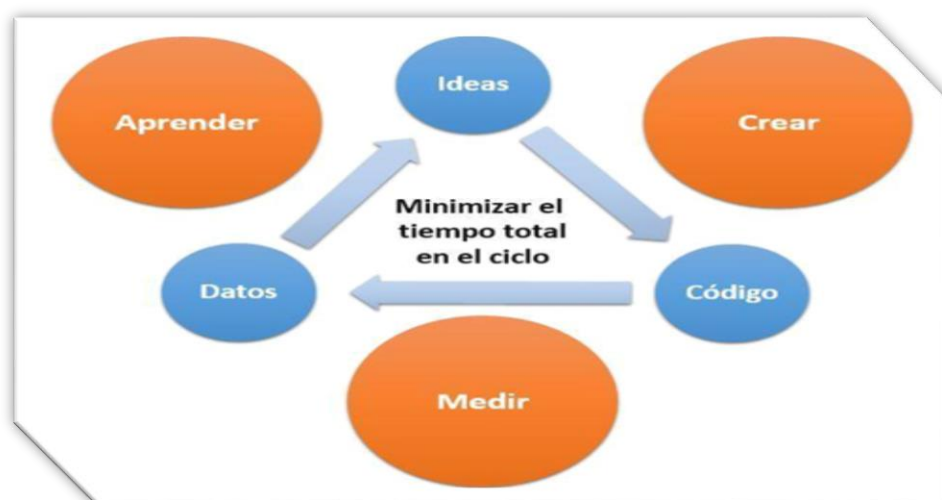 Ideas
Aprender
Crear
Minimizar el
tiempo total
en el ciclo
Datos
Código
Medir